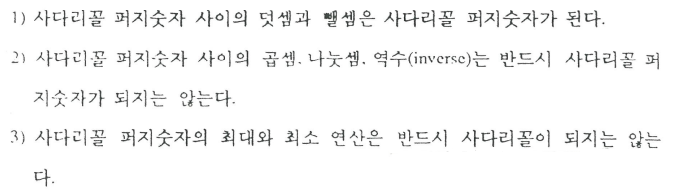 1) 사다리꼴 퍼지숫자 사이의 덧셈과 뺄셈은 사다리꼴 퍼지숫자가 된다.
2) 사다리꼴 퍼지숫자 사이의 곱셈, 나눗셈, 역수(inverse)는 반드시 사다리꼴 퍼
지숫자가 되지는 않는다.
3) 사다리꼴 퍼지숫자의 최대와 최소 연산은 반드시 사다리꼴이 되지는 않는
다.